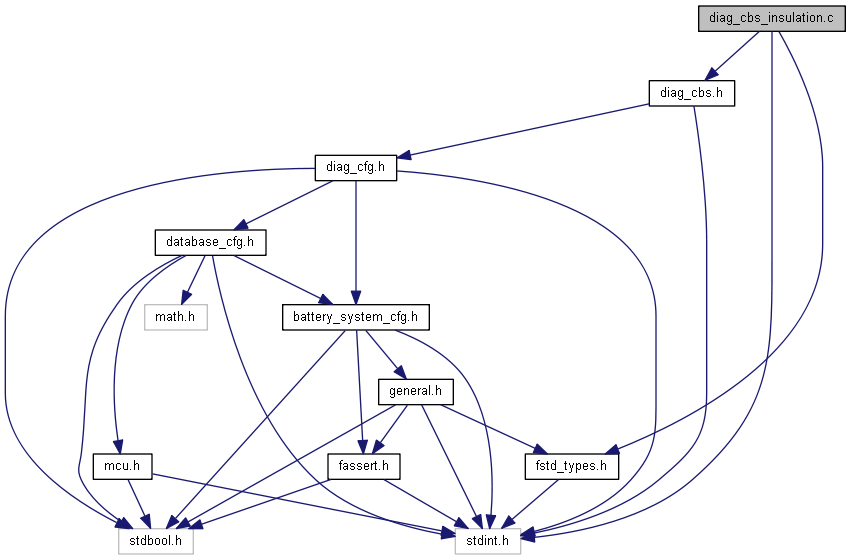 diag_cbs_insulation.c
diag_cbs.h
diag_cfg.h
database_cfg.h
math.h
battery_system_cfg.h
general.h
mcu.h
fassert.h
fstd_types.h
stdbool.h
stdint.h